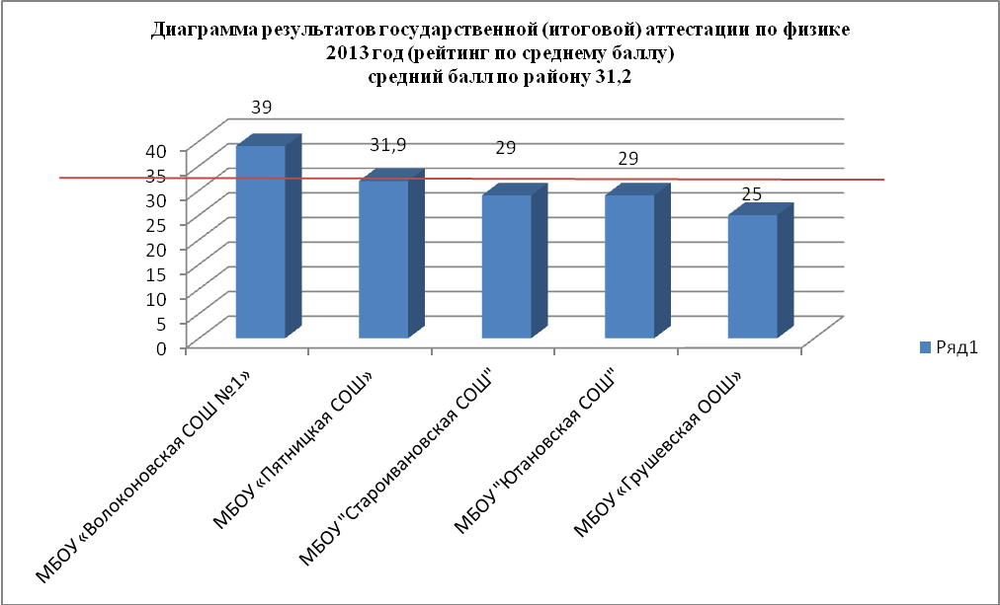 Диаграмма результатов государственной (итоговой) аттестации по физике
2013 год (рейтинг по среднему баллу)
средний балл по району 31,2
39
31,9
29
29
25
40
35
30
25
20
15
10
5
0
Ряд1
МБОУ «Волоконовская СОШ №1»
МБОУ «Пятницкая СОШ»
МБОУ "Староивановская СОШ"
МБОУ "Ютановская СОШ"
МБОУ «Грушевская ООШ»